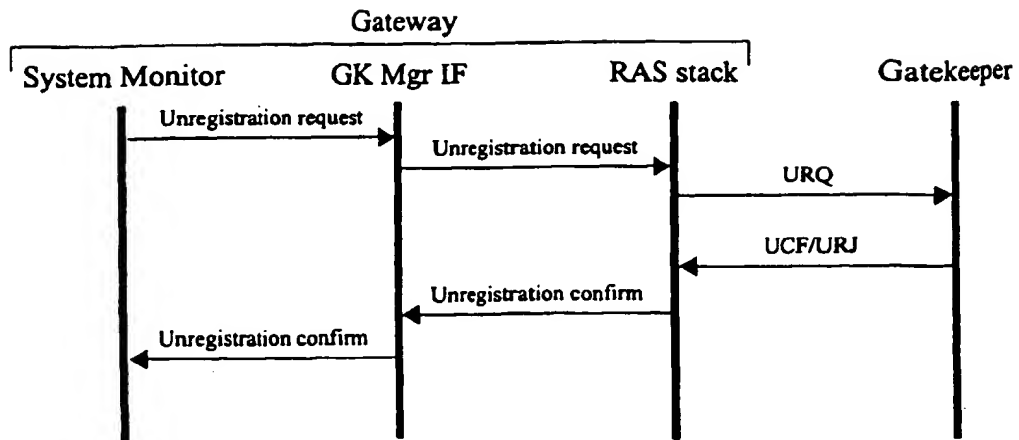 Gateway
System Monitor
GK Mgr IF
RAS stack
Gatekeeper
Unregistration request
Unregistration request
URQ
UCF/URJ
Unregistration confirm
Unregistration confirm